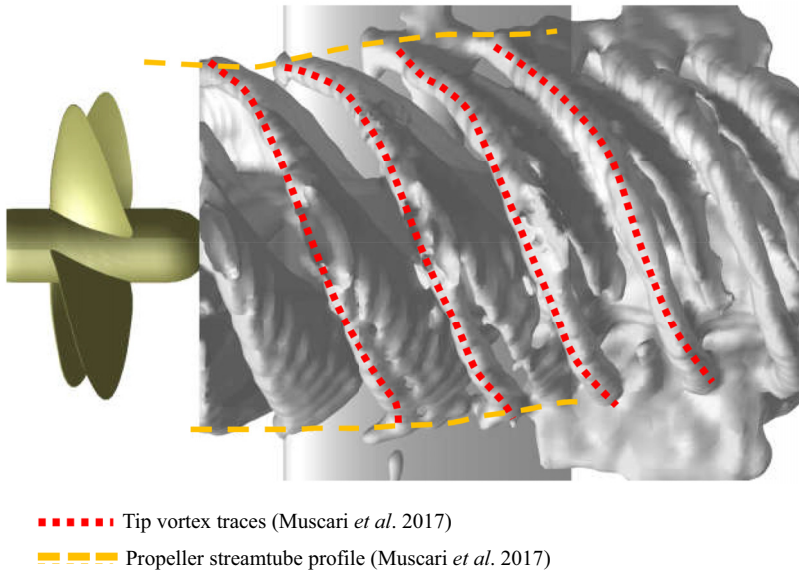 Tip vortex traces (Muscari et al. 2017)
Propeller streamtube profile (Muscari et al. 2017)